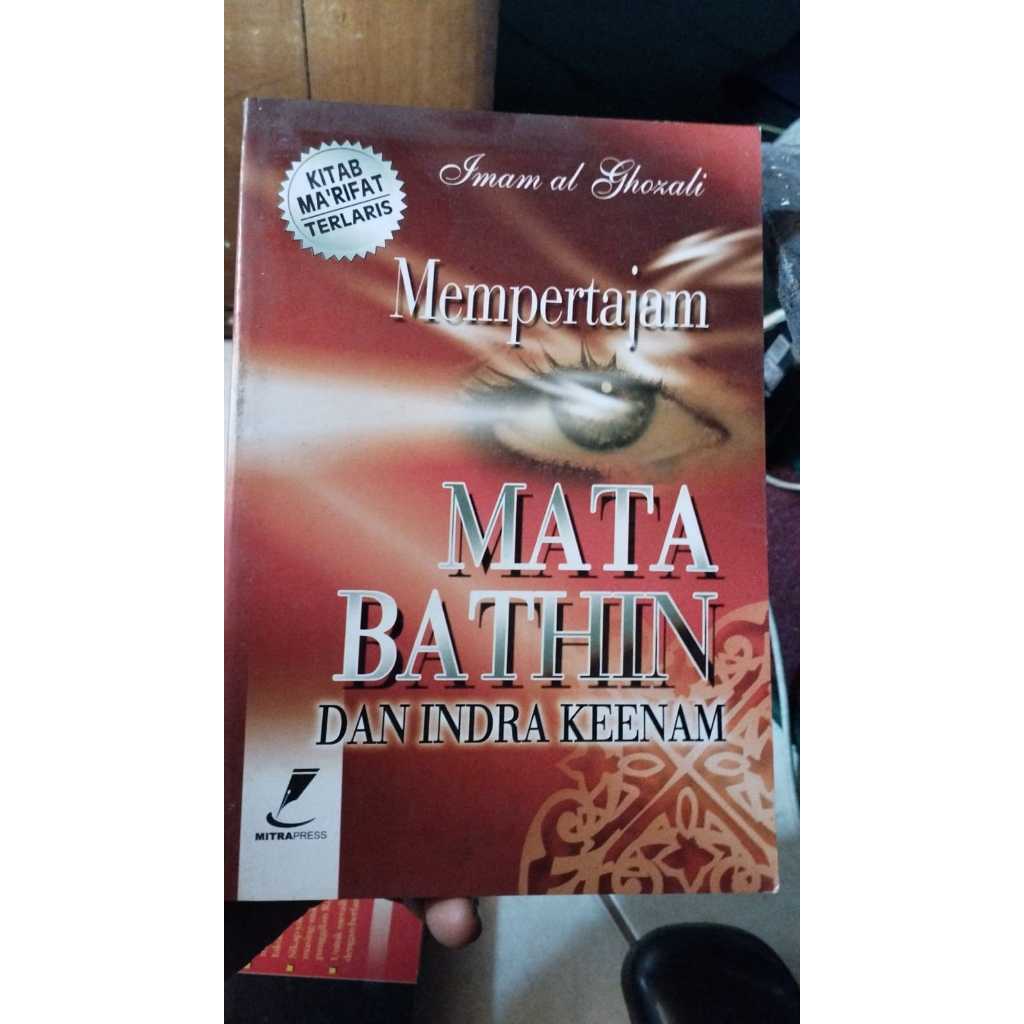 KITAB
MA'RIFAT
TERLARIS
Imam al Ghozali
Mempertajam
MATA
BATHIN
DAN INDRA KEENAM
MITRAPRESS